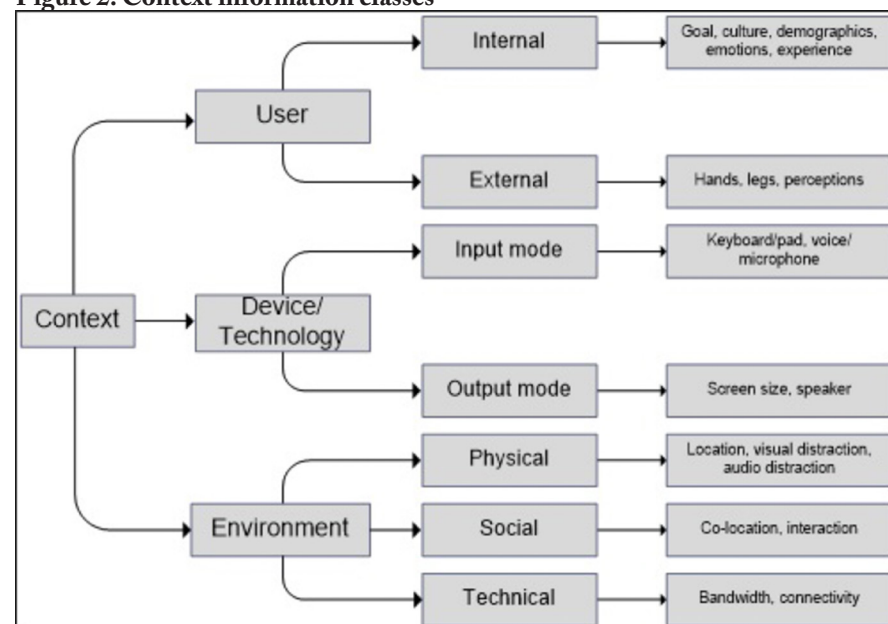 Figure 2. Context information classes
Internal
Goal, culture, demographics,
emotions, experience
User
External
Hands, legs, perceptions
Input mode
Keyboard/pad, voice/
microphone
Context
Device/
Technology
Output mode
Screen size, speaker
Physical
Location, visual distraction,
audio distraction
Environment
Social
Co-location, interaction
Technical
Bandwidth, connectivity